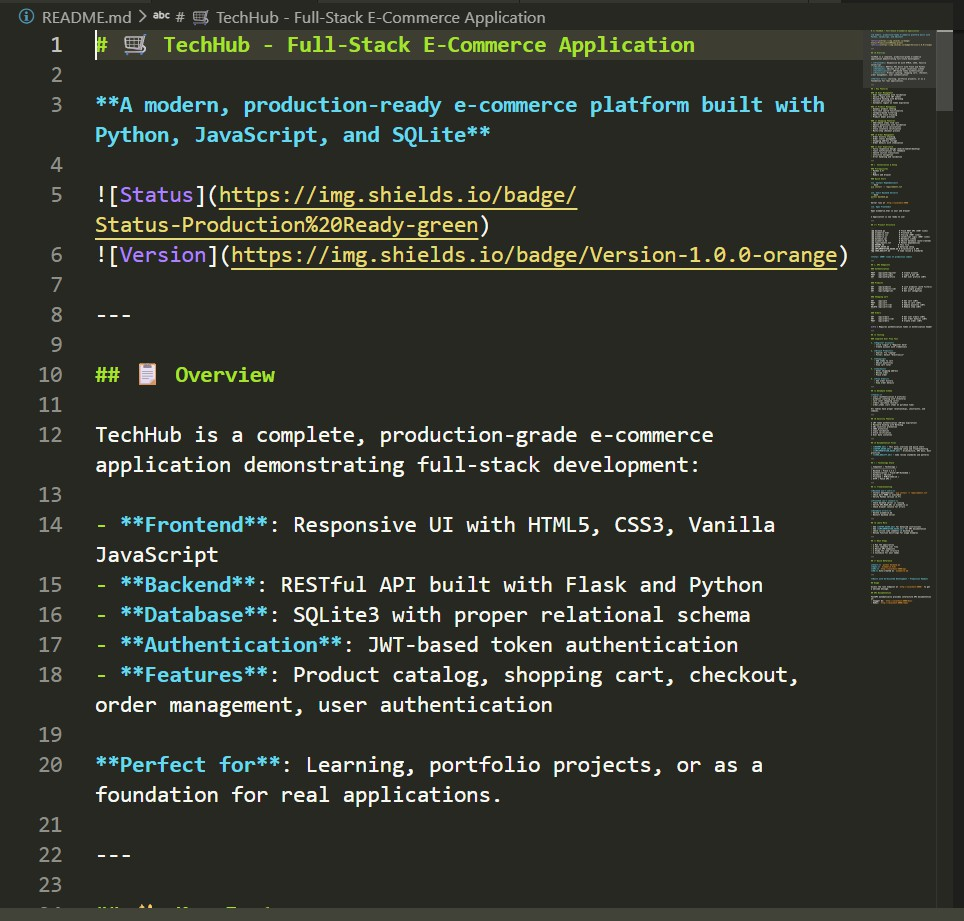 README.md > abc # 🛒 TechHub - Full-Stack E-Commerce Application
1 # 🛒 TechHub - Full-Stack E-Commerce Application
2
3 **A modern, production-ready e-commerce platform built with
Python, JavaScript, and SQLite**
4
5 ![Status](https://img.shields.io/badge/
Status-Production%20Ready-green)
6 ![Version](https://img.shields.io/badge/Version-1.0.0-orange)
7
8 ---
9
10 ## 📋 Overview
11
12 TechHub is a complete, production-grade e-commerce
application demonstrating full-stack development:
13
14 - **Frontend**: Responsive UI with HTML5, CSS3, Vanilla
JavaScript
15 - **Backend**: RESTful API built with Flask and Python
16 - **Database**: SQLite3 with proper relational schema
17 - **Authentication**: JWT-based token authentication
18 - **Features**: Product catalog, shopping cart, checkout,
order management, user authentication
19
20 **Perfect for**: Learning, portfolio projects, or as a
foundation for real applications.
21
22 ---
23